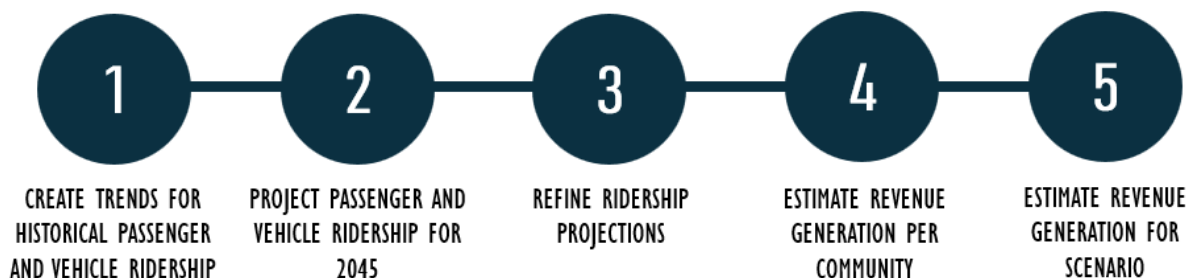 1
2
3
4
5
CREATE TRENDS FOR
HISTORICAL PASSENGER
AND VEHICLE RIDERSHIP
PROJECT PASSENGER AND
VEHICLE RIDERSHIP FOR
2045
REFINE RIDERSHIP
PROJECTIONS
ESTIMATE REVENUE
GENERATION PER
COMMUNITY
ESTIMATE REVENUE
GENERATION FOR
SCENARIO